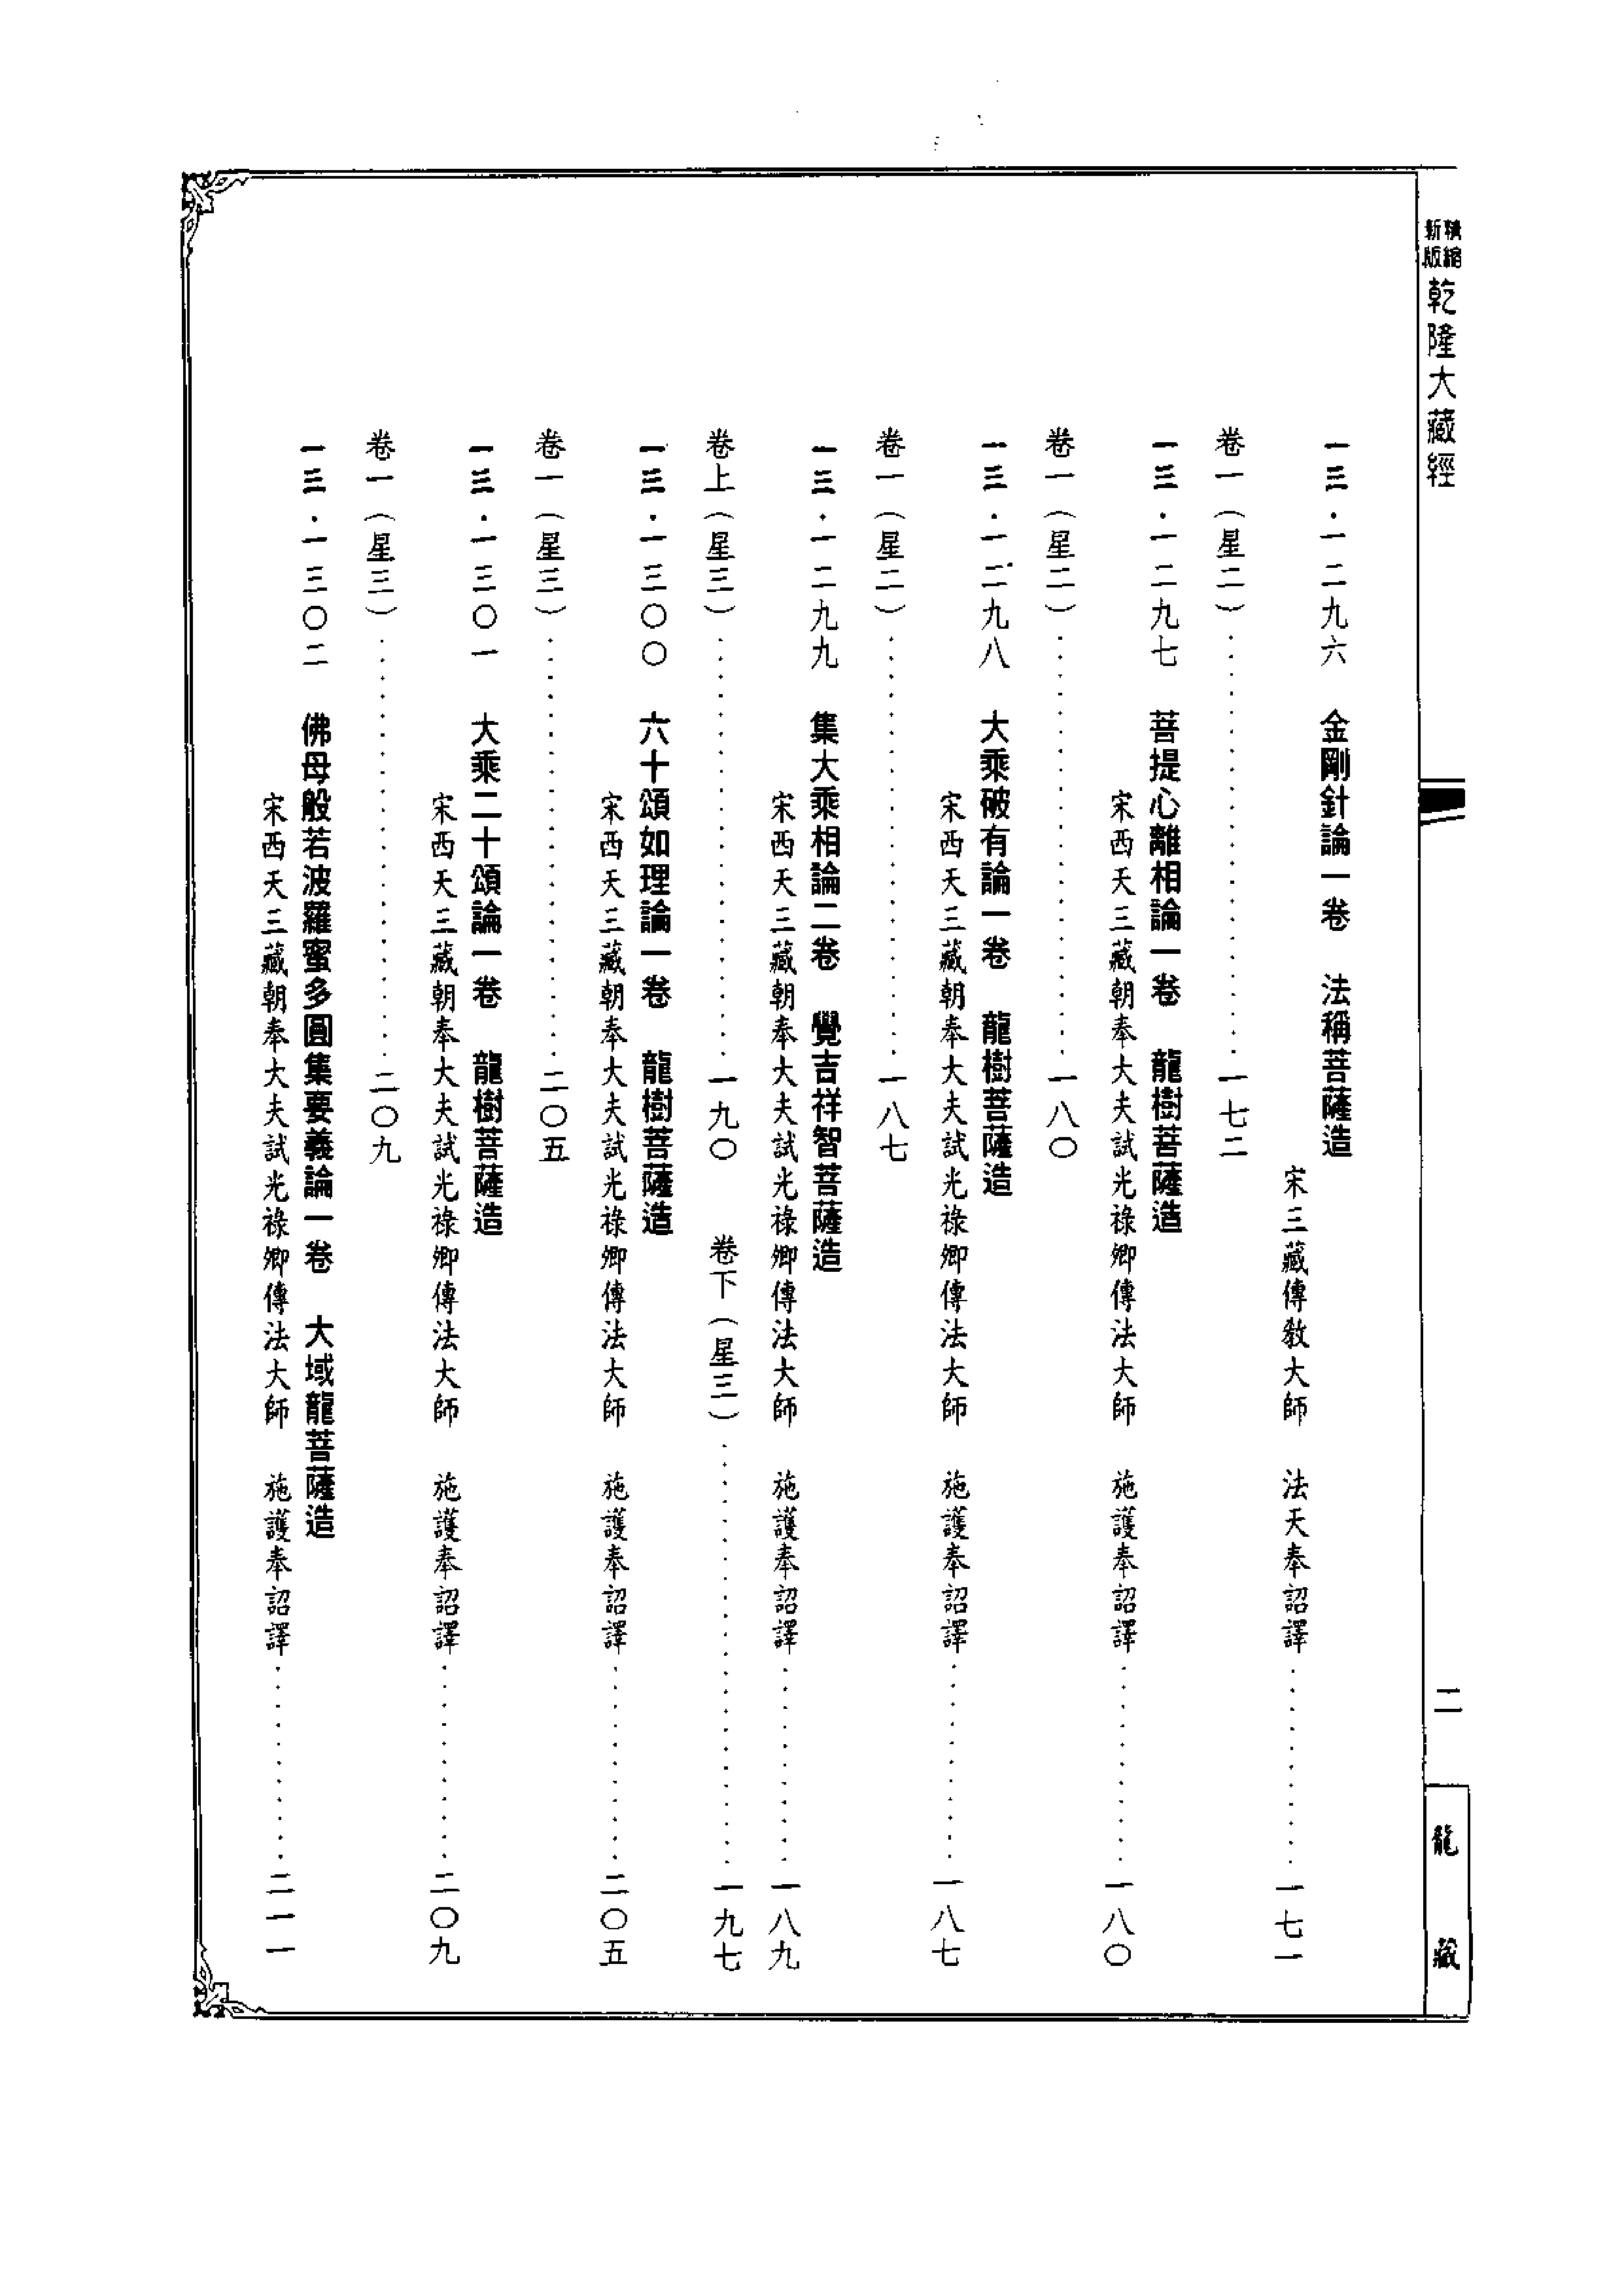 精縮
新版
乾隆大藏經
二
龍藏
一三．一二九六　金剛針論一卷　法稱菩薩造
宋三藏傳教大師　法天奉詔譯…………一七一
卷一（星二）…………一七二
一三．一二九七　菩提心離相論一卷　龍樹菩薩造
宋西天三藏朝奉大夫試光祿卿傳法大師　施護奉詔譯…………一八〇
卷一（星二）…………一八〇
一三．一二九八　大乘破有論一卷　龍樹菩薩造
宋西天三藏朝奉大夫試光祿卿傳法大師　施護奉詔譯…………一八七
卷一（星二）…………一八七
一三．一二九九　集大乘相論二卷　覺吉祥智菩薩造
宋西天三藏朝奉大夫試光祿卿傳法大師　施護奉詔譯…………一八九
卷上（星三）…………一九〇　卷下（星三）…………一九七
一三．一三〇〇　六十頌如理論一卷　龍樹菩薩造
宋西天三藏朝奉大夫試光祿卿傳法大師　施護奉詔譯…………二〇五
卷一（星三）…………二〇五
一三．一三〇一　大乘二十頌論一卷　龍樹菩薩造
宋西天三藏朝奉大夫試光祿卿傳法大師　施護奉詔譯…………二〇九
卷一（星三）…………二〇九
一三．一三〇二　佛母般若波羅蜜多圓集要義論一卷　大域龍菩薩造
宋西天三藏朝奉大夫試光祿卿傳法大師　施護奉詔譯…………二一一